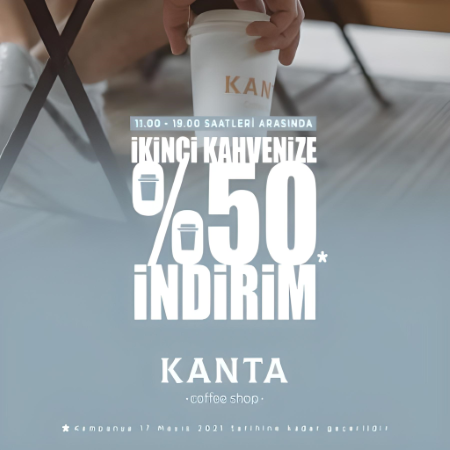 KAN
11.00 - 19.00 SAATLERİ ARASINDA
İKİNCİ KAHVENİZE
%50*
İNDİRİM
KANTA
•coffee shop•
* Kampanya 17 Mayıs 2021 tarihine kadar geçerlidir.